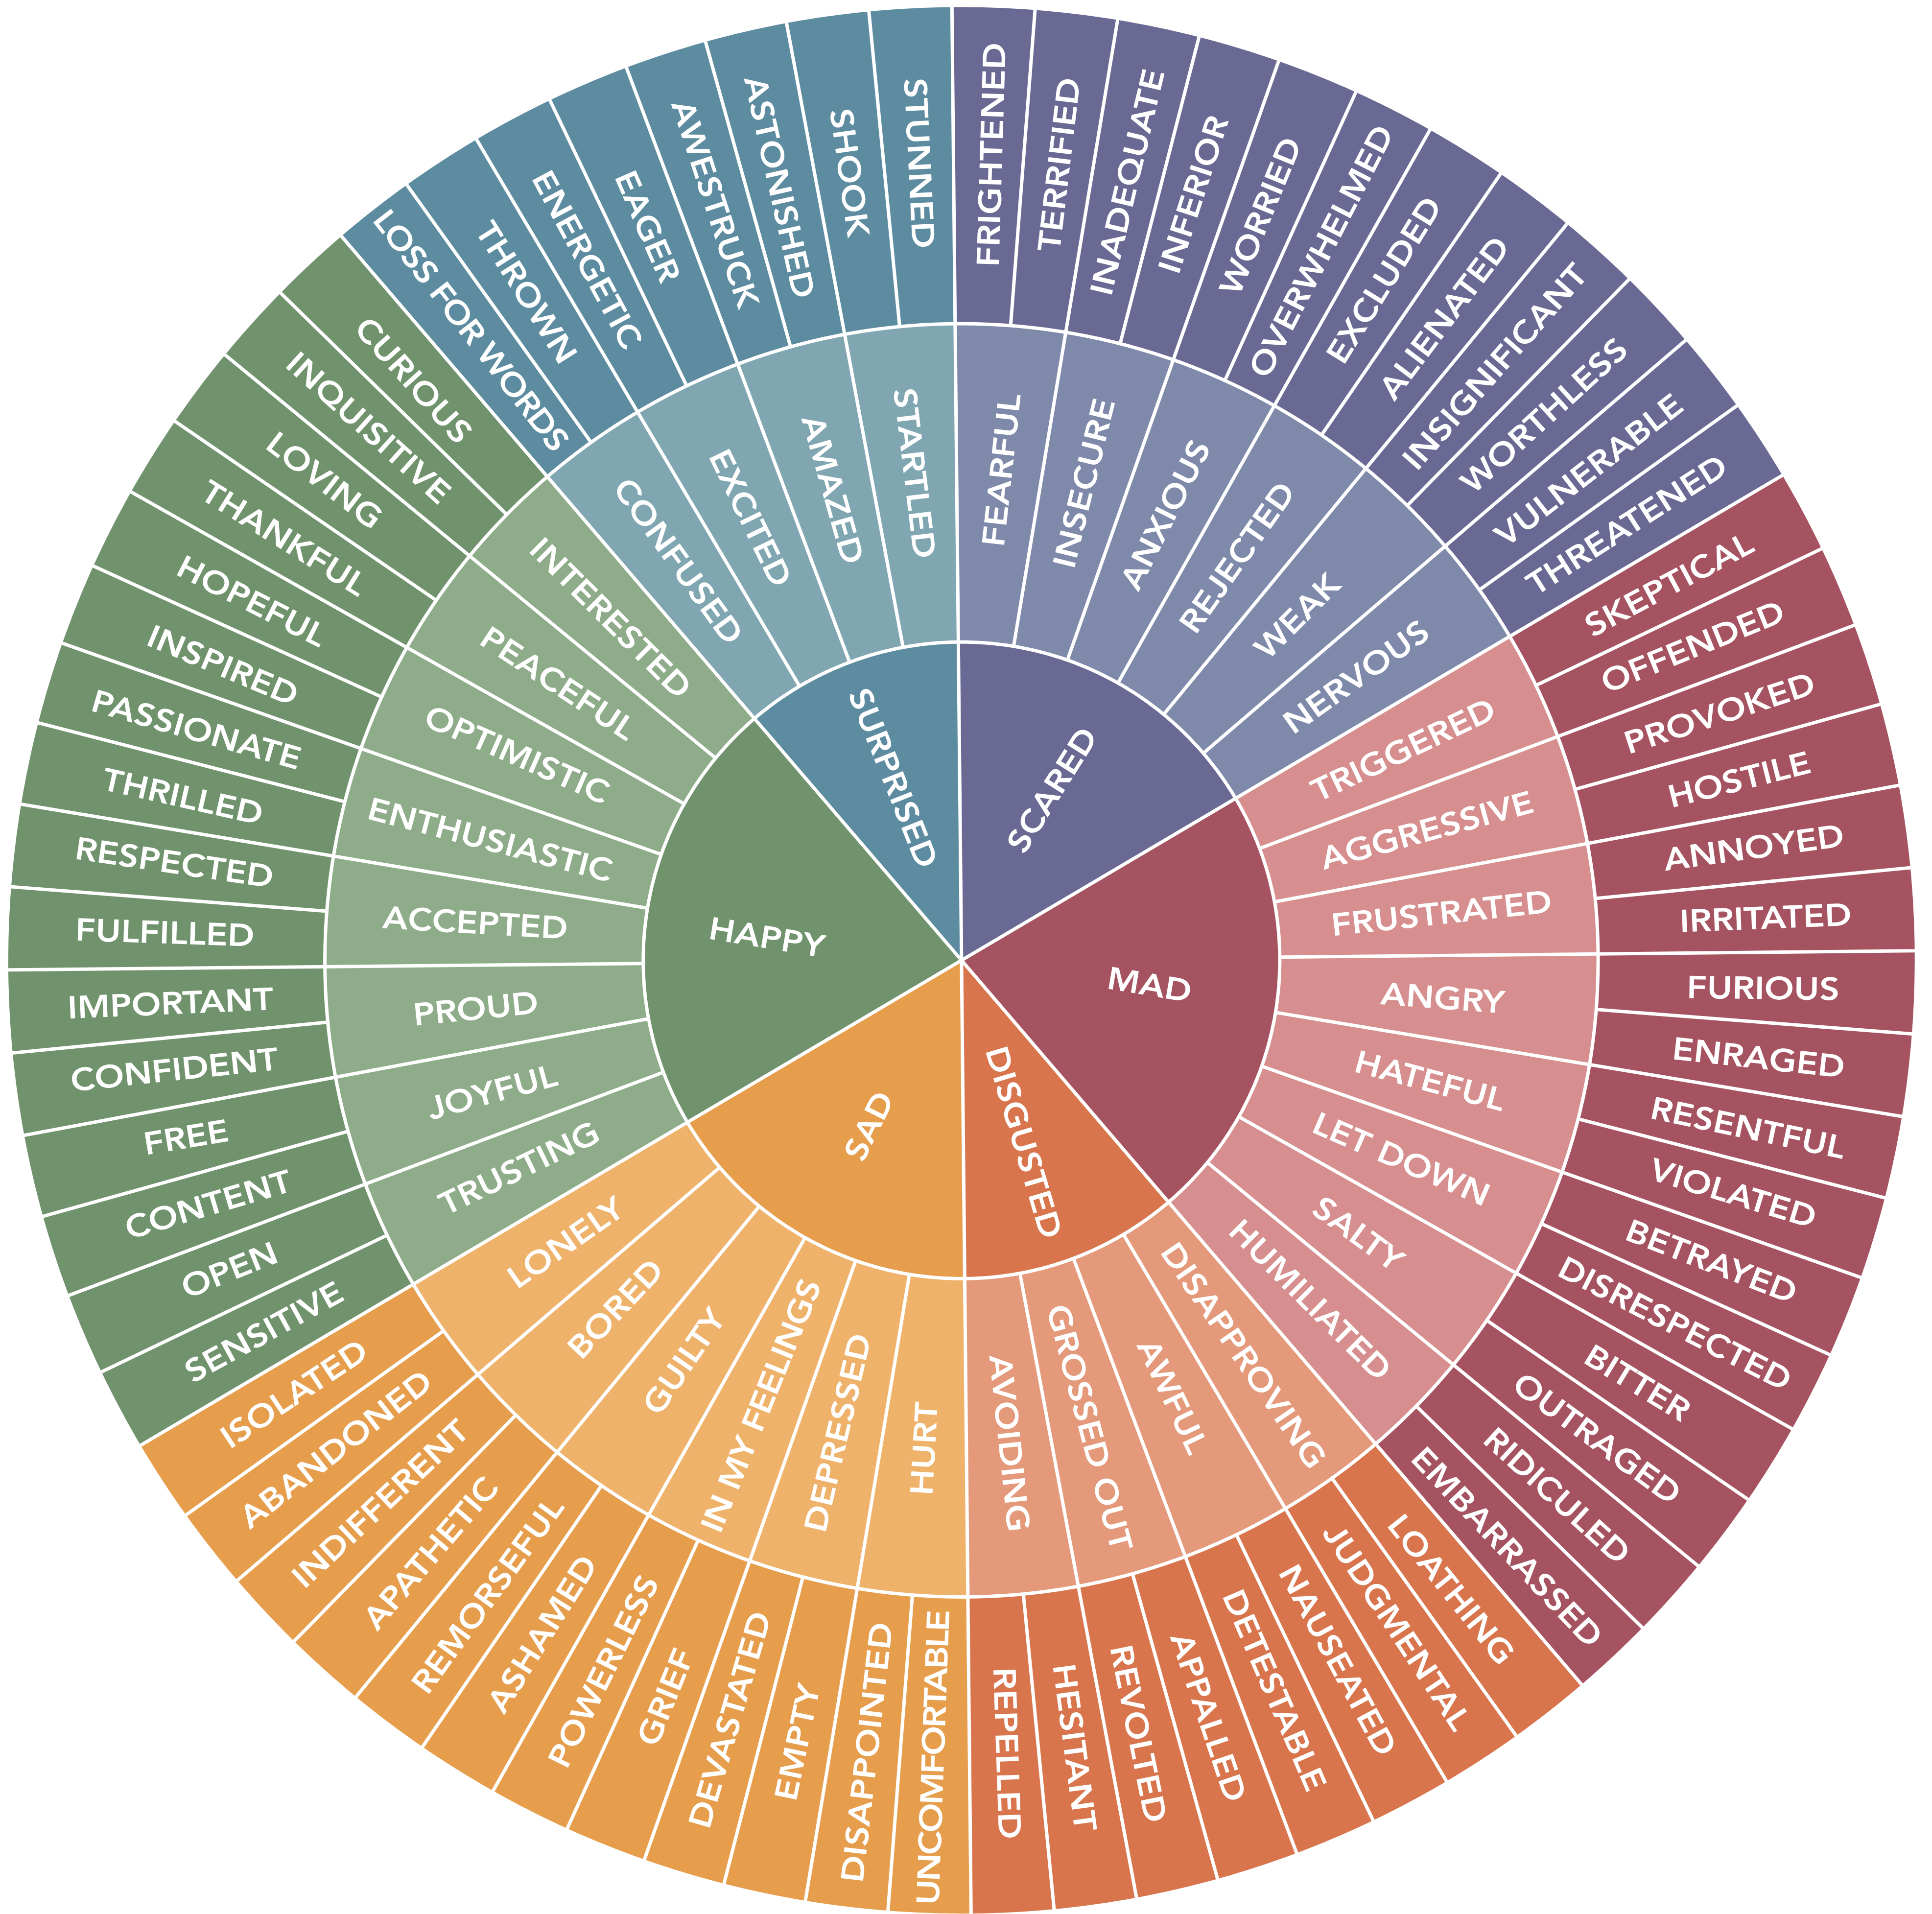 SURPRISED
SCARED
MAD
DISGUSTED
SAD
HAPPY
CONFUSED
EXCITED
AMAZED
STARTLED
FEARFUL
INSECURE
ANXIOUS
REJECTED
WEAK
NERVOUS
TRIGGERED
AGGRESSIVE
FRUSTRATED
ANGRY
HATEFUL
LET DOWN
SALTY
HUMILIATED
DISAPPROVING
AWFUL
GROSSED OUT
AVOIDING
HURT
DEPRESSED
IN MY FEELINGS
GUILTY
BORED
LONELY
TRUSTING
JOYFUL
PROUD
ACCEPTED
ENTHUSIASTIC
OPTIMISTIC
PEACEFUL
INTERESTED
LOSS FOR WORDS
THROWN
ENERGETIC
EAGER
AWESTRUCK
ASTONISHED
SHOOK
STUNNED
FRIGHTENED
TERRIFIED
INADEQUATE
INFERIOR
WORRIED
OVERWHELMED
EXCLUDED
ALIENATED
INSIGNIFICANT
WORTHLESS
VULNERABLE
THREATENED
SKEPTICAL
OFFENDED
PROVOKED
HOSTILE
ANNOYED
IRRITATED
FURIOUS
ENRAGED
RESENTFUL
VIOLATED
BETRAYED
DISRESPECTED
BITTER
OUTRAGED
RIDICULED
EMBARRASSED
LOATHING
JUDGMENTAL
NAUSEATED
DETESTABLE
APPALLED
REVOLTED
HESITANT
REPELLED
UNCOMFORTABLE
DISAPPOINTED
EMPTY
DEVASTATED
GRIEF
POWERLESS
ASHAMED
REMORSEFUL
APATHETIC
INDIFFERENT
ABANDONED
ISOLATED
SENSITIVE
OPEN
CONTENT
FREE
CONFIDENT
IMPORTANT
FULFILLED
RESPECTED
THRILLED
PASSIONATE
INSPIRED
HOPEFUL
THANKFUL
LOVING
INQUISITIVE
CURIOUS